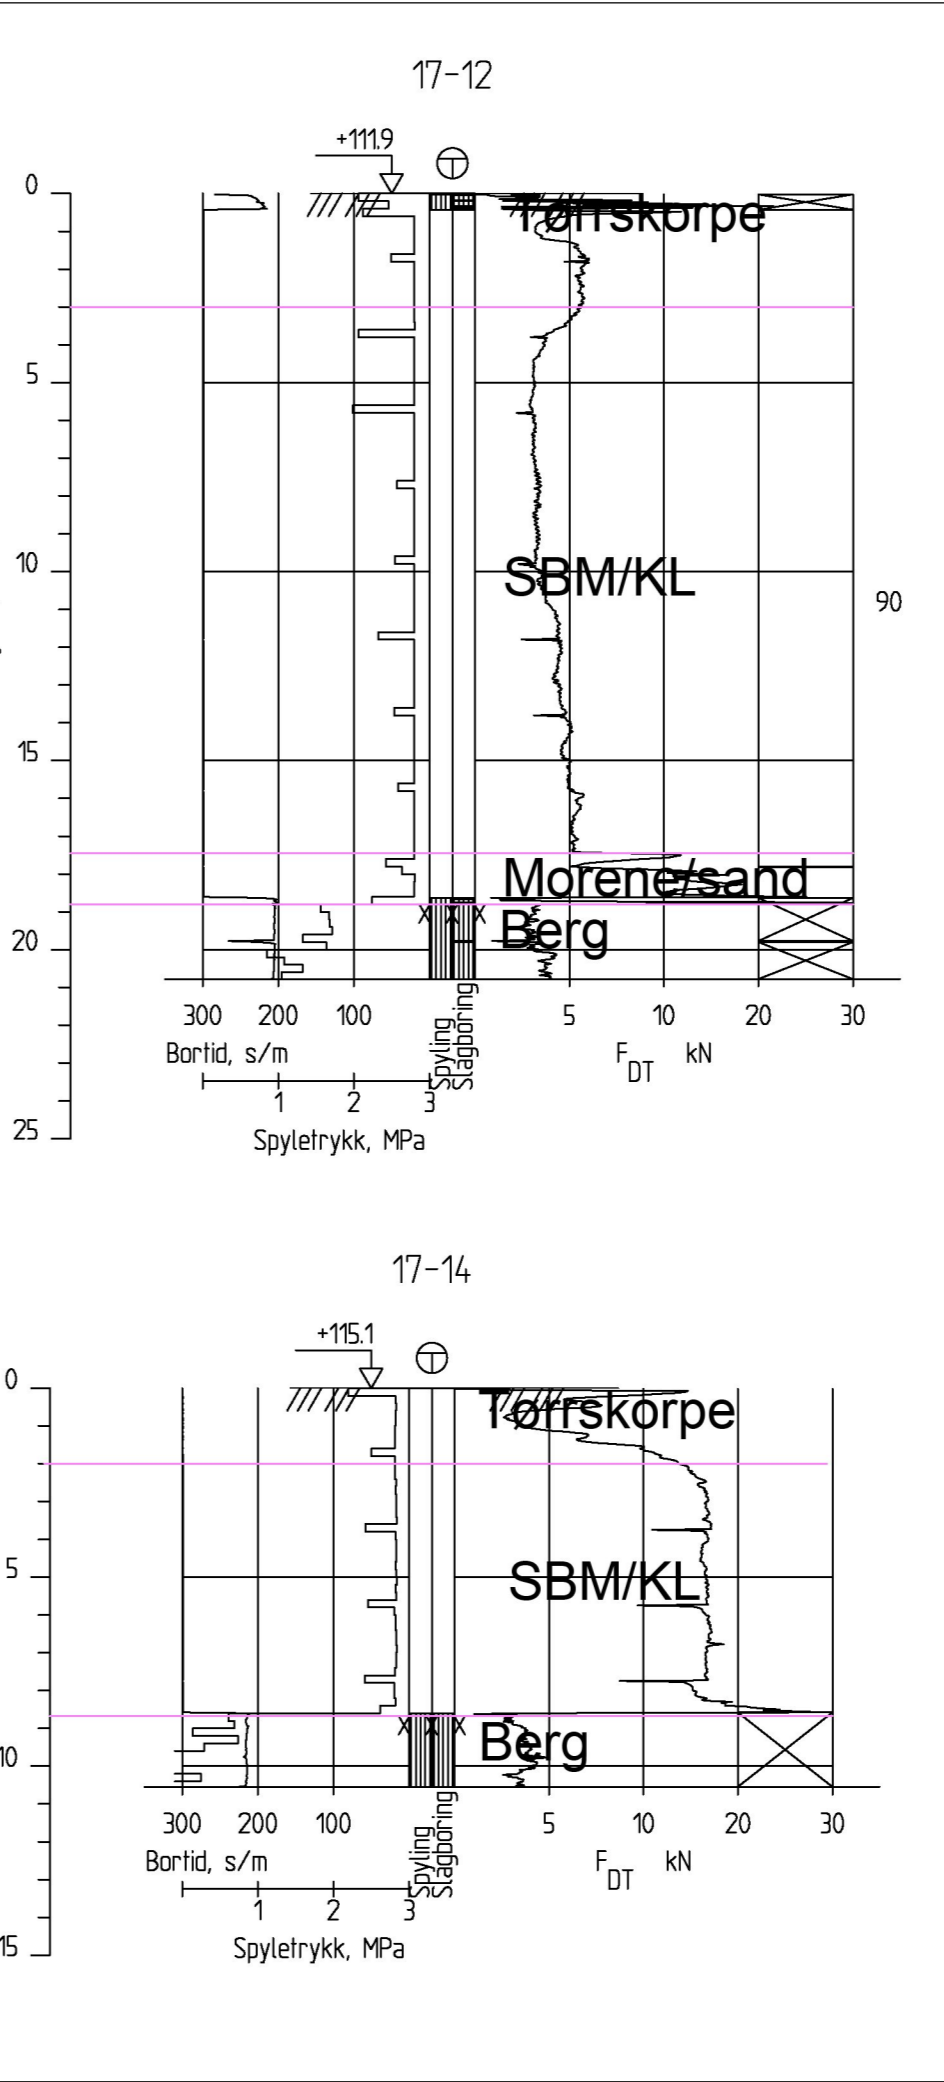 17-12
+111.9
0
Tørrskorpe
5
10
SBM/KL
90
15
Morene/sand
Berg
20
300 200 100 Spyling Slagboring 5 10 20 30
Bortid, s/m F DT kN
1 2 3
25
Spyletrykk, MPa
17-14
+115.1
0
Tørrskorpe
5
SBM/KL
Berg
10
300 200 100 Spyling Slagboring 5 10 20 30
Bortid, s/m F DT kN
1 2 3
15
Spyletrykk, MPa